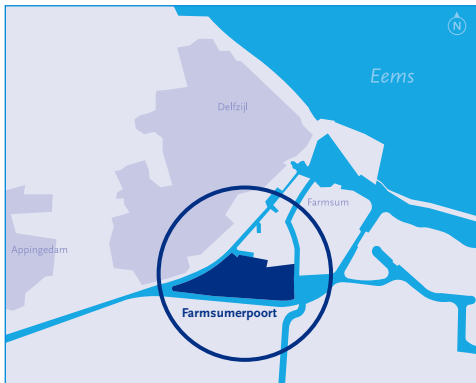 N
Eems
Delfzijl
Farmsum
Appingedam
Farmsumerpoort